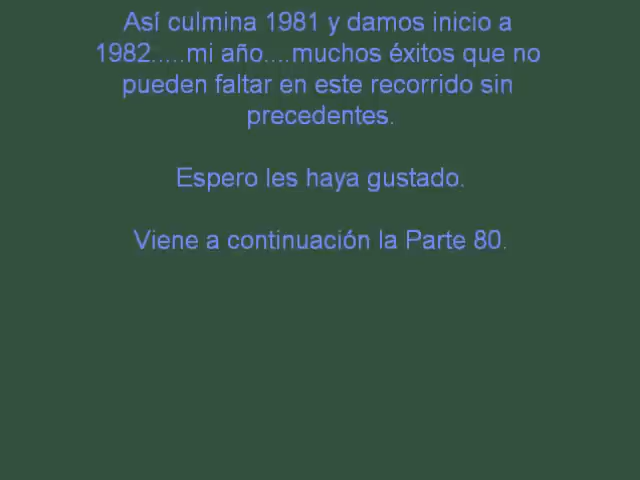 Así culmina 1981 y damos inicio a
1982.....mi año....muchos éxitos que no
pueden faltar en este recorrido sin
precedentes.
Espero les haya gustado.
Viene a continuación la Parte 80.